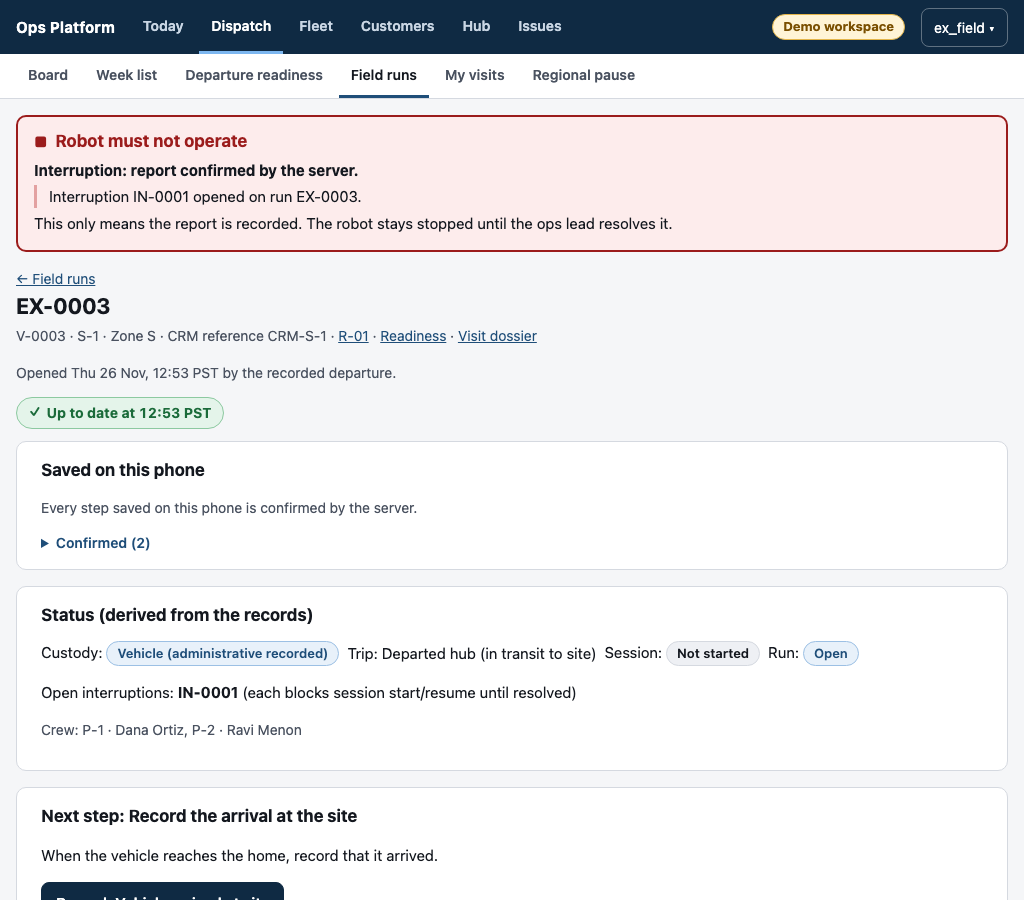 Ops Platform Today Dispatch Fleet Customers Hub Issues Demo workspace ex_field ▾
Board Week list Departure readiness Field runs My visits Regional pause
Robot must not operate
Interruption: report confirmed by the server.
Interruption IN-0001 opened on run EX-0003.
This only means the report is recorded. The robot stays stopped until the ops lead resolves it.
← Field runs
EX-0003
V-0003 · S-1 · Zone S · CRM reference CRM-S-1 · R-01 · Readiness · Visit dossier
Opened Thu 26 Nov, 12:53 PST by the recorded departure.
✓ Up to date at 12:53 PST
Saved on this phone
Every step saved on this phone is confirmed by the server.
▶ Confirmed (2)
Status (derived from the records)
Custody: Vehicle (administrative recorded) Trip: Departed hub (in transit to site) Session: Not started Run: Open
Open interruptions: IN-0001 (each blocks session start/resume until resolved)
Crew: P-1 · Dana Ortiz, P-2 · Ravi Menon
Next step: Record the arrival at the site
When the vehicle reaches the home, record that it arrived.